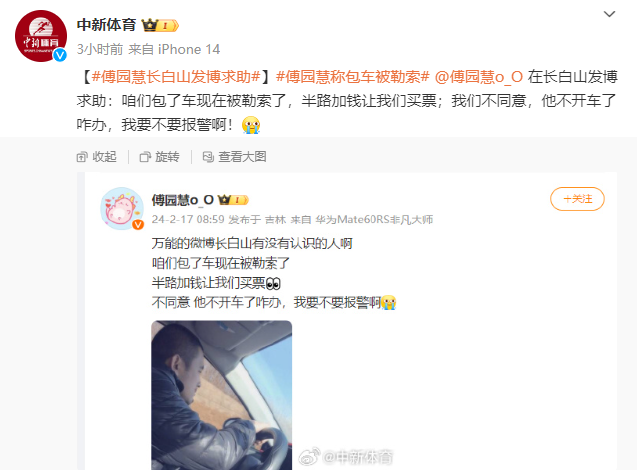 中新体育
3小时前 来自 iPhone 14
【#傅园慧长白山发博求助#】#傅园慧称包车被勒索# @傅园慧o_O 在长白山发博
求助：咱们包了车现在被勒索了，半路加钱让我们买票；我们不同意，他不开车了
咋办，我要不要报警啊！
收起 旋转 查看大图
傅园慧o_O
+关注
24-2-17 08:59 发布于 吉林 来自 华为Mate60RS非凡大师
万能的微博长白山有没有认识的人啊
咱们包了车现在被勒索了
半路加钱让我们买票
不同意 他不开车了咋办，我要不要报警啊
@中新体育